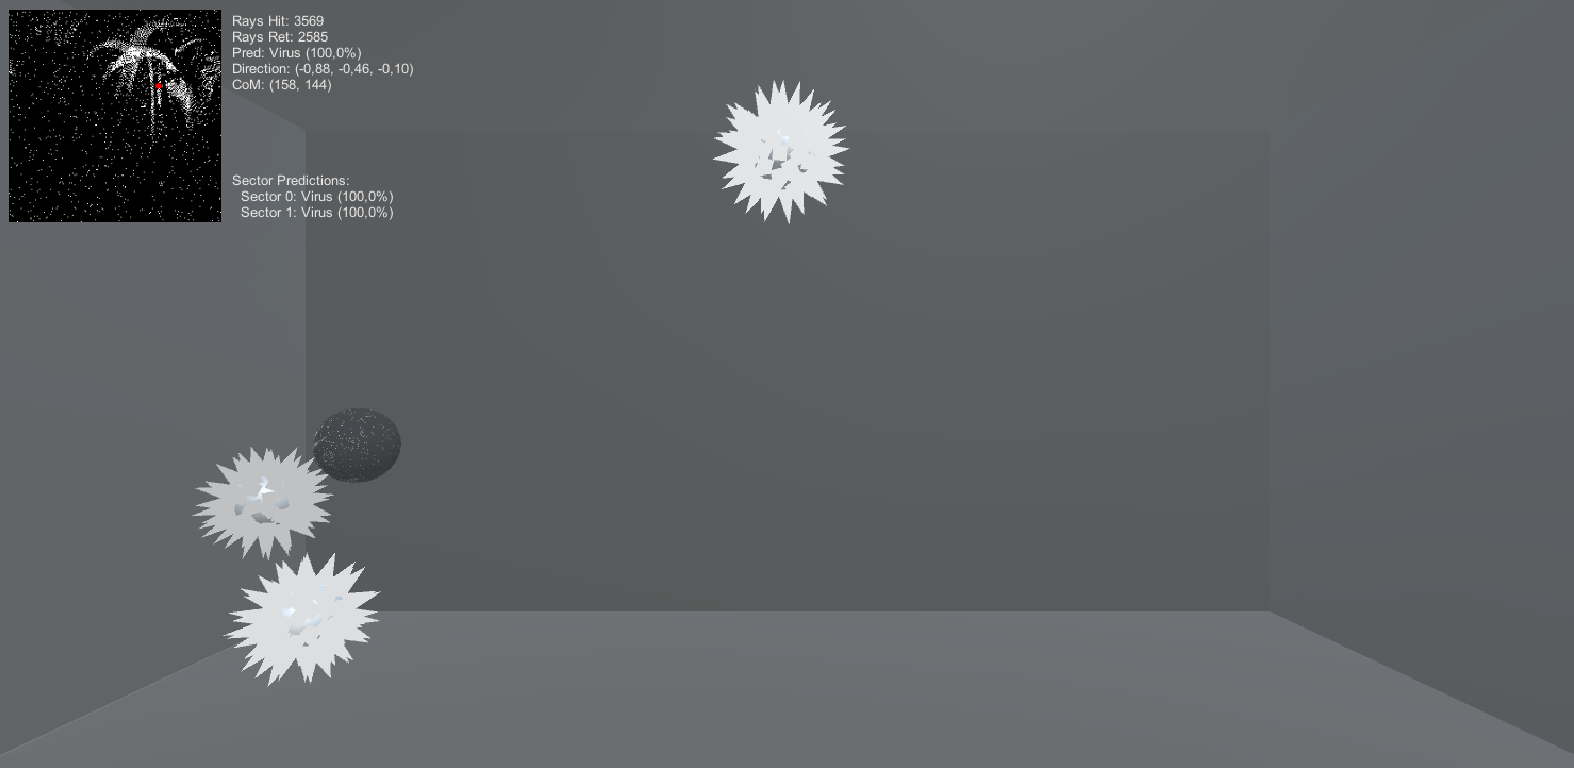 Rays Hit: 3569
Rays Ret: 2585
Pred: Virus (100,0%)
Direction: (-0,88, -0,46, -0,10)
CoM: (158, 144)
Sector Predictions:
Sector 0: Virus (100,0%)
Sector 1: Virus (100,0%)